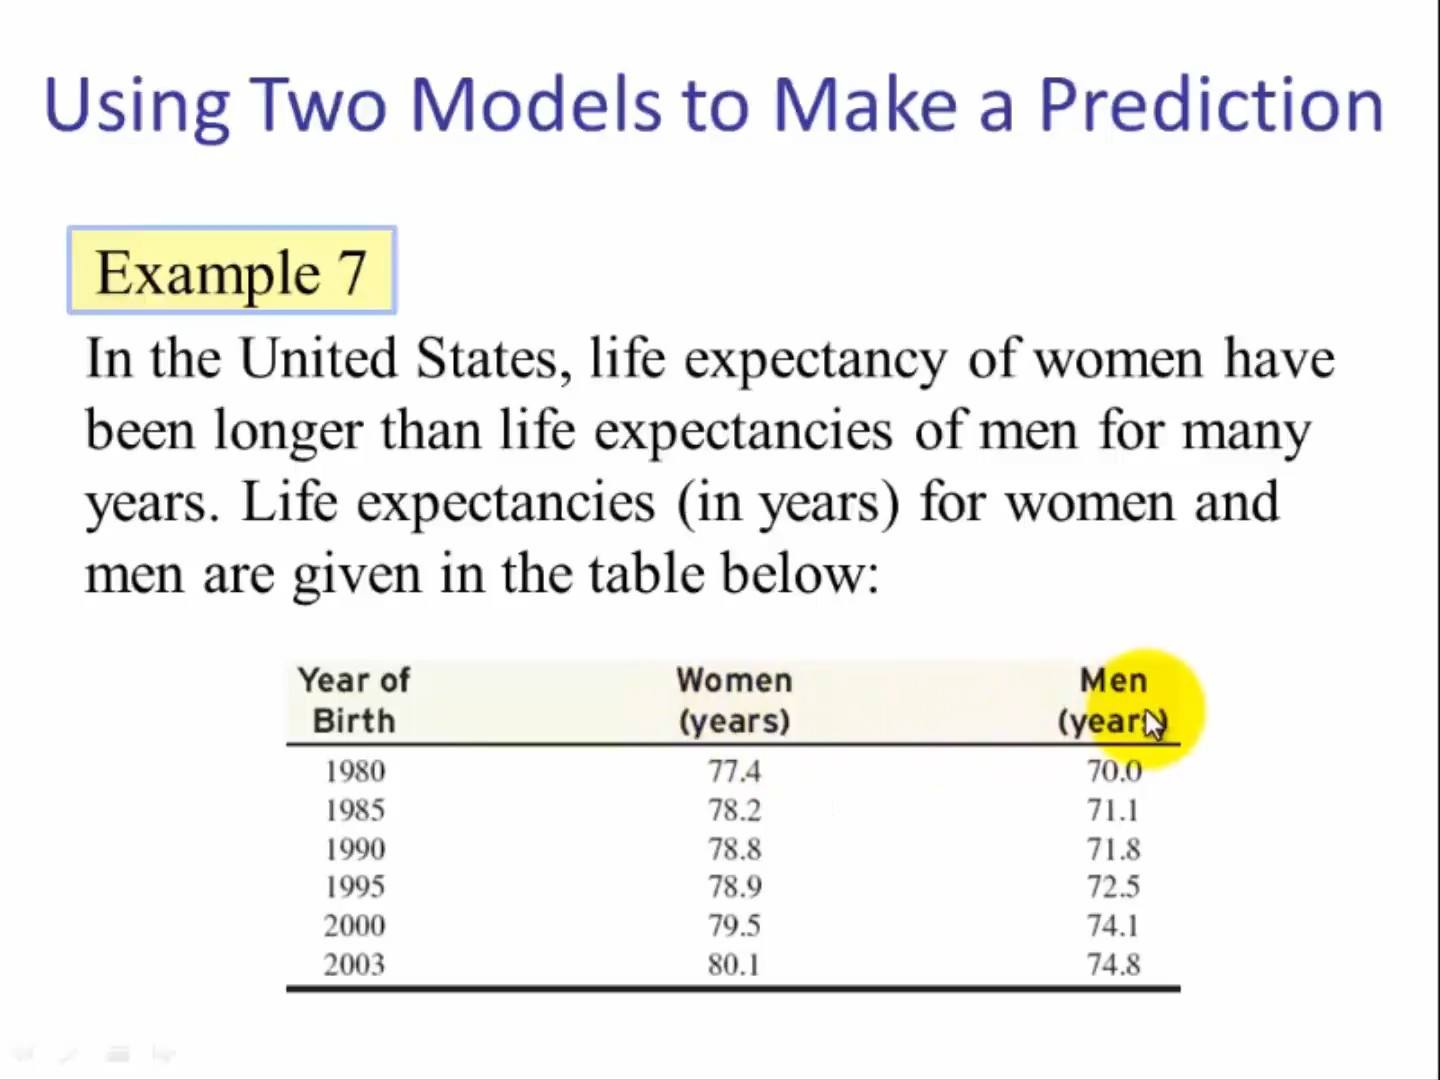 Using Two Models to Make a Prediction
Example 7
In the United States, life expectancy of women have
been longer than life expectancies of men for many
years. Life expectancies (in years) for women and
men are given in the table below:
Year of Birth Women (years) Men (years)
1980 77.4 70.0
1985 78.2 71.1
1990 78.8 71.8
1995 78.9 72.5
2000 79.5 74.1
2003 80.1 74.8